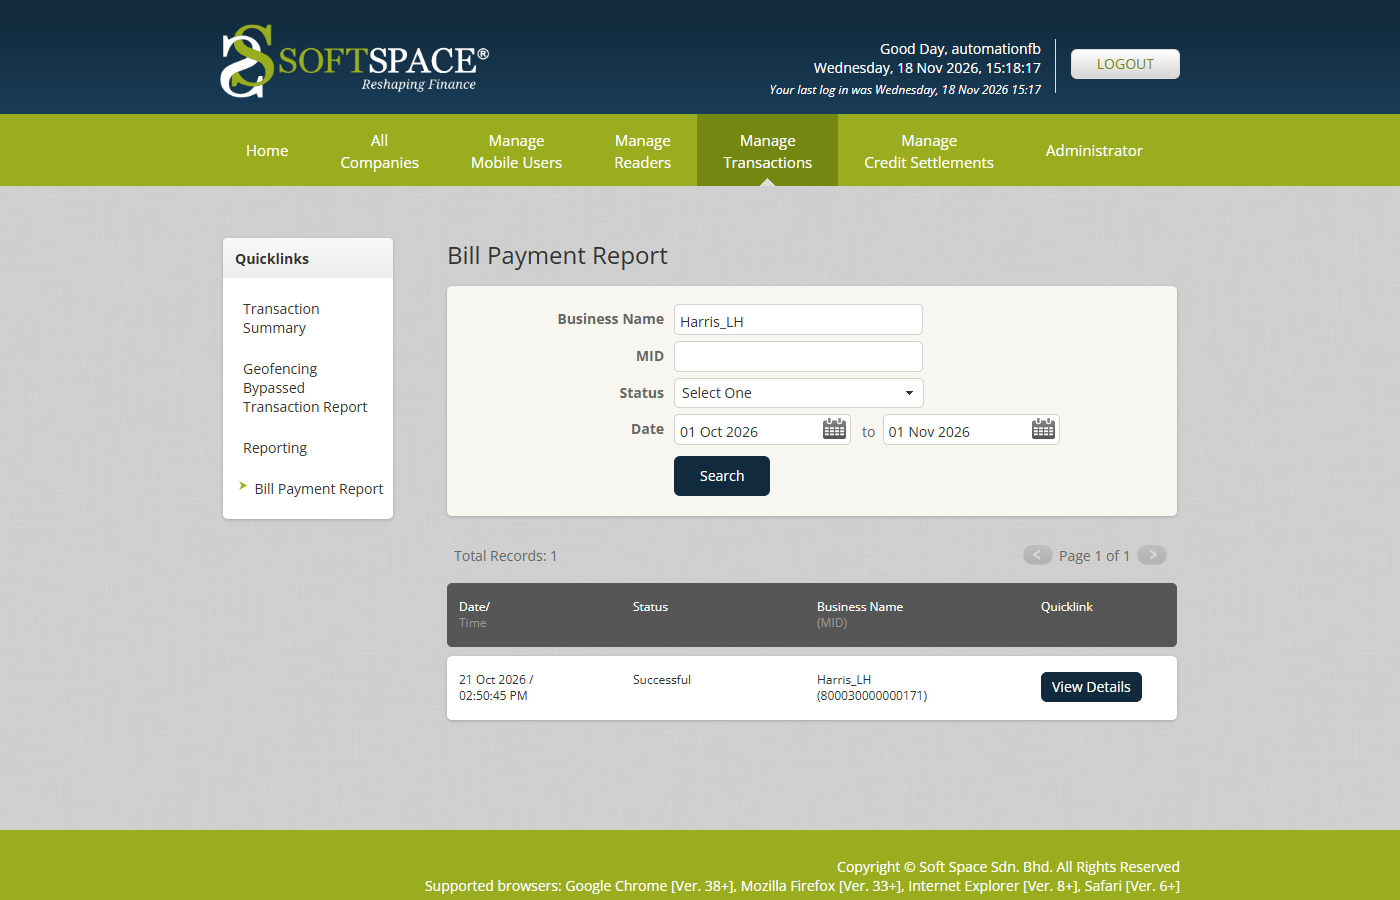 SOFTSPACE®
Reshaping Finance
Good Day, automationfb
Wednesday, 18 Nov 2026, 15:18:17
Your last log in was Wednesday, 18 Nov 2026 15:17
LOGOUT
Home
All
Companies
Manage
Mobile Users
Manage
Readers
Manage
Transactions
Manage
Credit Settlements
Administrator
Quicklinks
Transaction
Summary
Geofencing
Bypassed
Transaction Report
Reporting
Bill Payment Report
Bill Payment Report
Business Name Harris_LH
MID
Status Select One
Date 01 Oct 2026 to 01 Nov 2026
Search
Total Records: 1
< Page 1 of 1 >
Date/ Status Business Name Quicklink
Time (MID)
21 Oct 2026 / Successful Harris_LH View Details
02:50:45 PM (800030000000171)
Copyright © Soft Space Sdn. Bhd. All Rights Reserved
Supported browsers: Google Chrome [Ver. 38+], Mozilla Firefox [Ver. 33+], Internet Explorer [Ver. 8+], Safari [Ver. 6+]